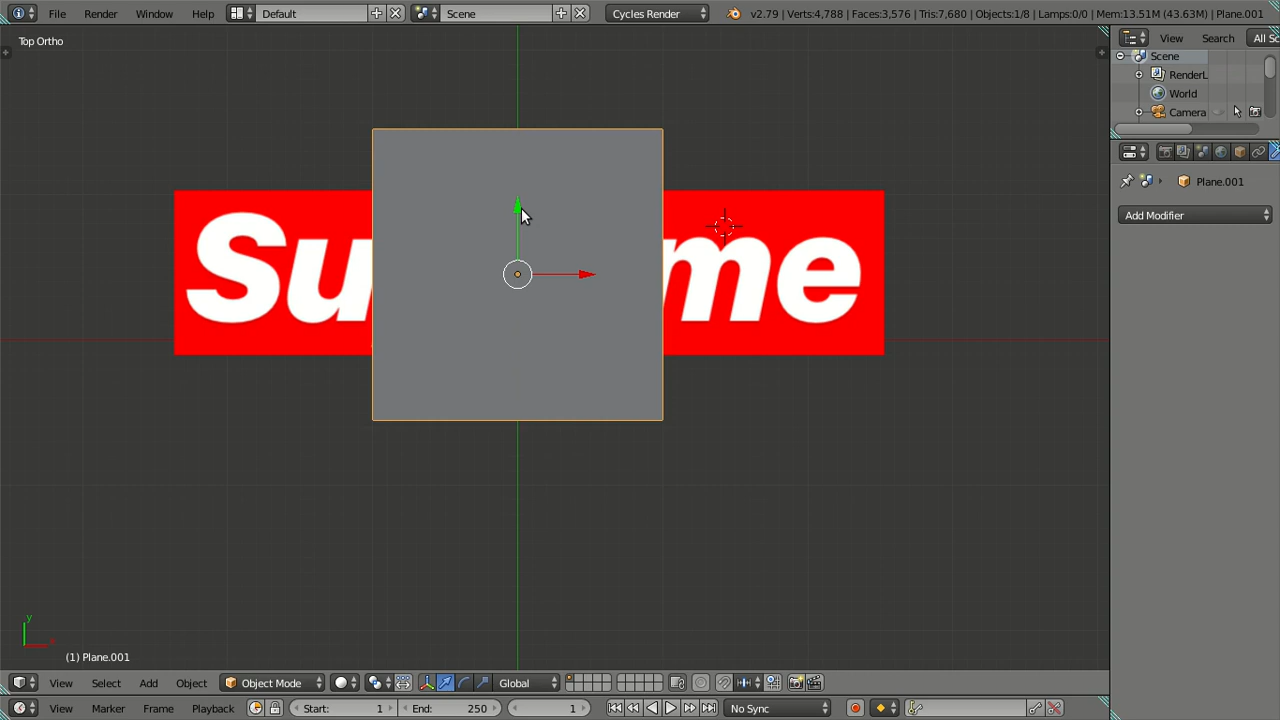 File Render Window Help Default Scene Cycles Render v2.79 | Verts:4,788 | Faces:3,576 | Tris:7,680 | Objects:1/8 | Lamps:0/0 | Mem:13.51M (43.63M) | Plane.001
Top Ortho
View Search All Sc
Scene
RenderL
World
Camera
Plane.001
Add Modifier
Su me
y
x
(1) Plane.001
View Select Add Object Object Mode Global
View Marker Frame Playback Start: 1 End: 250 1 No Sync